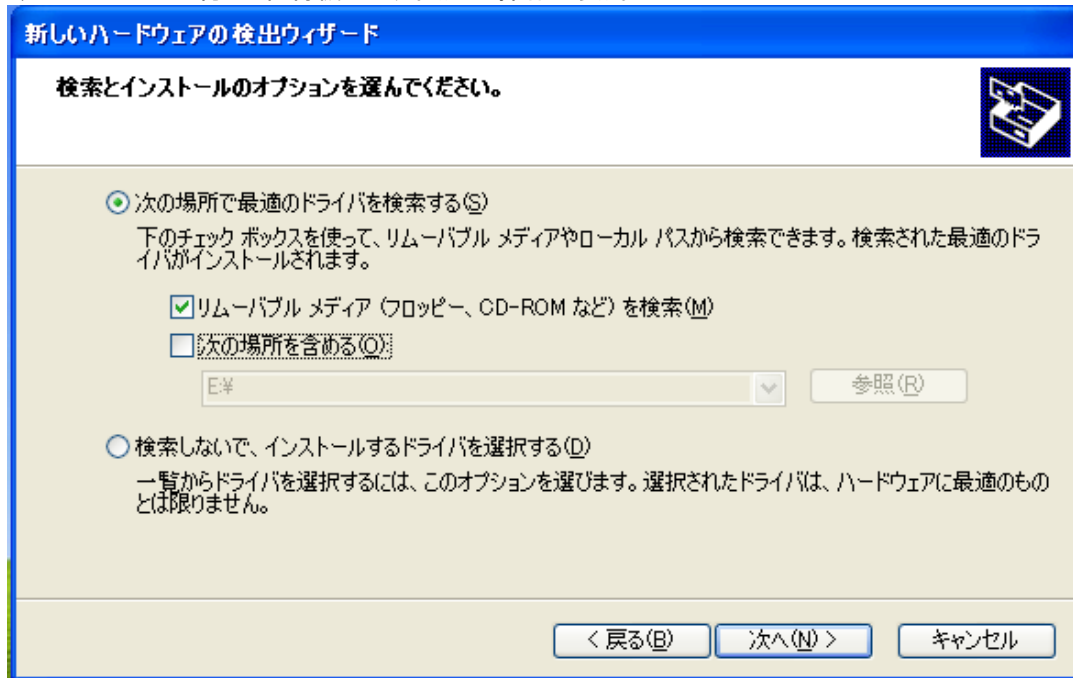 新しいハードウェアの検出ウィザード
検索とインストールのオプションを選んでください。
次の場所で最適のドライバを検索する(S)
下のチェック ボックスを使って、リムーバブル メディアやローカル パスから検索できます。検索された最適のドラ
イバがインストールされます。
リムーバブル メディア (フロッピー、CD-ROM など) を検索(M)
次の場所を含める(O):
E:¥
参照(R)
検索しないで、インストールするドライバを選択する(D)
一覧からドライバを選択するには、このオプションを選びます。選択されたドライバは、ハードウェアに最適のもの
とは限りません。
< 戻る(B)
次へ(N) >
キャンセル